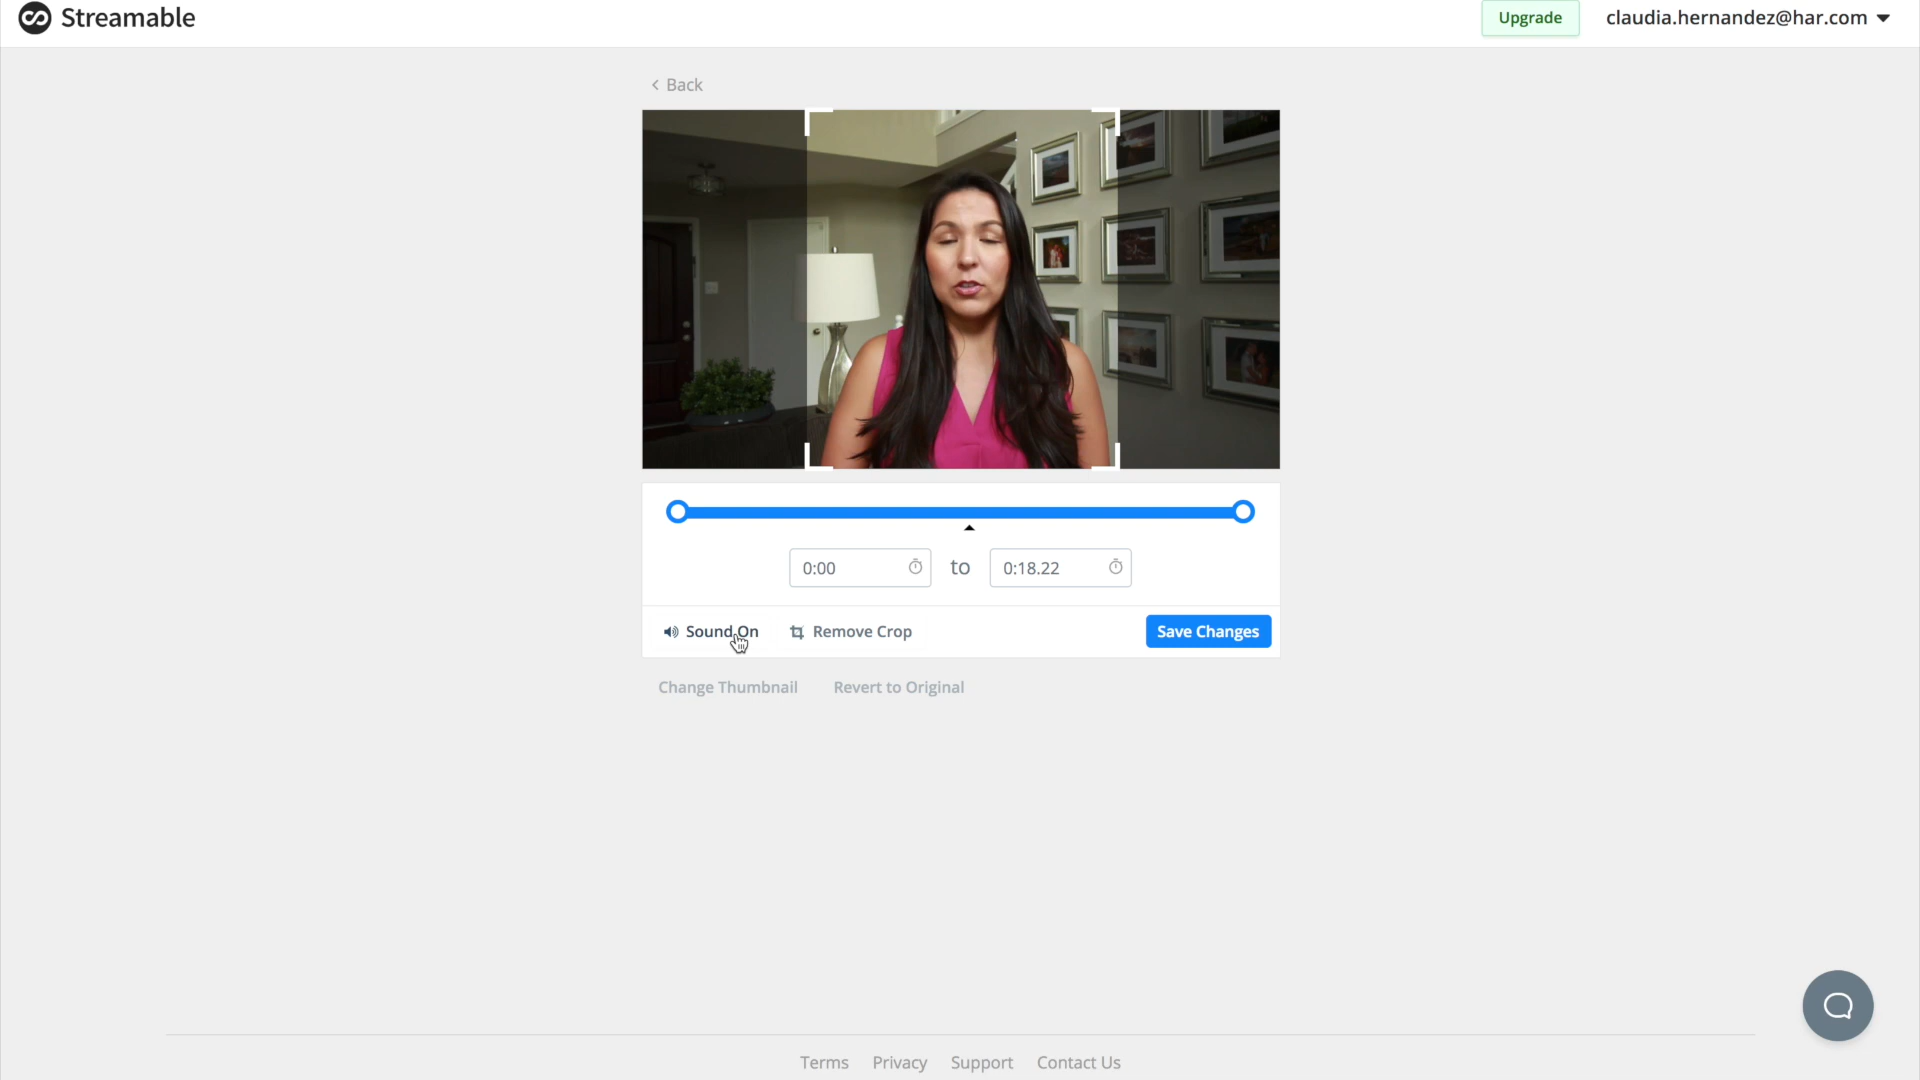 Streamable
Upgrade
claudia.hernandez@har.com
Back
0:00
to
0:18.22
Sound On
Remove Crop
Save Changes
Change Thumbnail
Revert to Original
Terms
Privacy
Support
Contact Us